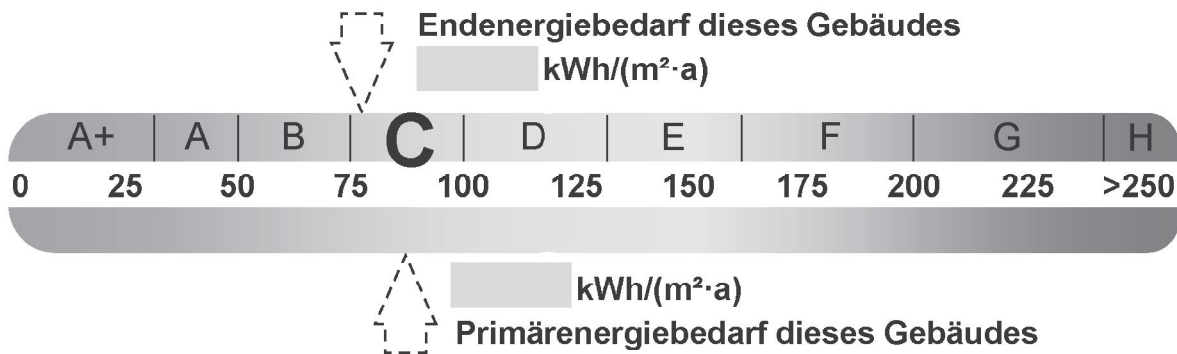 Endenergiebedarf dieses Gebäudes
kWh/(m²·a)
A+ A B C D E F G H
0 25 50 75 100 125 150 175 200 225 >250
kWh/(m²·a)
Primärenergiebedarf dieses Gebäudes